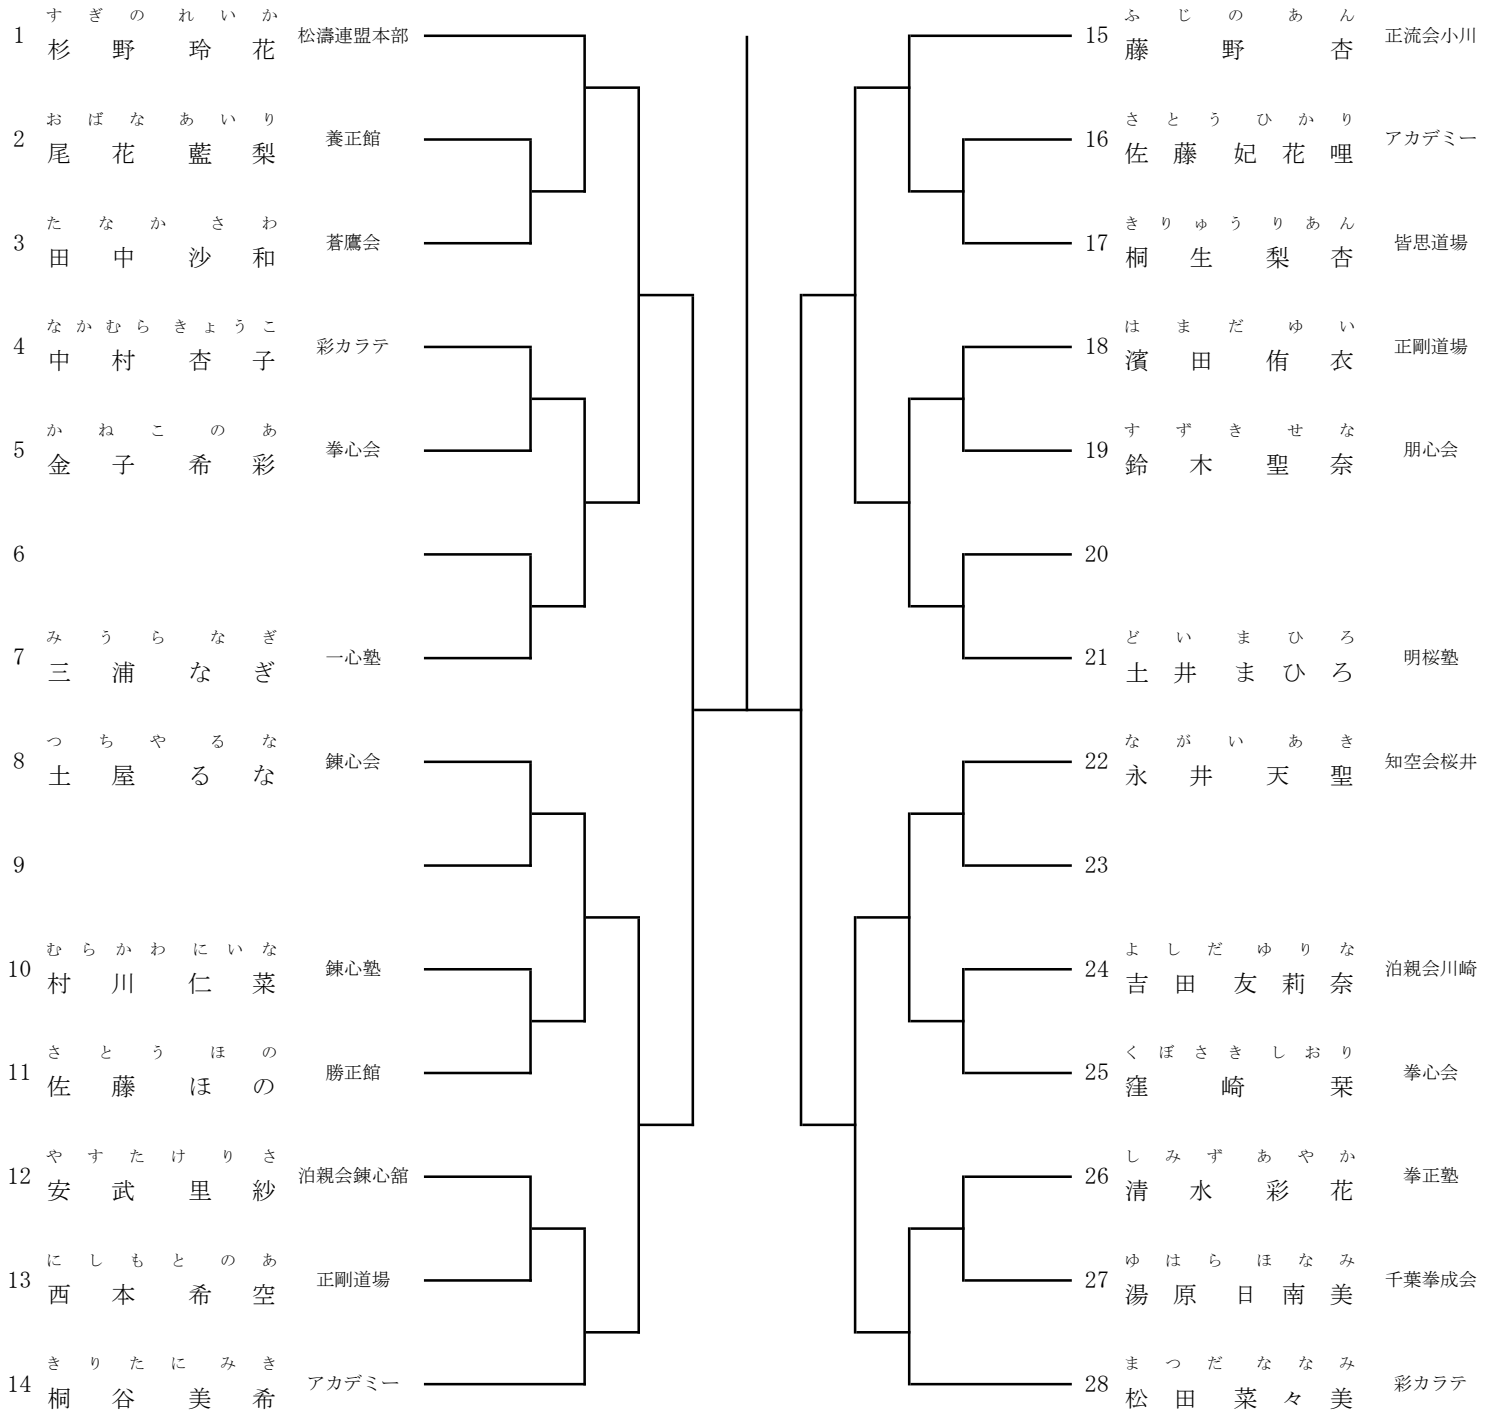 すぎのれいか
1 杉野 玲花 松濤連盟本部
おばなあいり
2 尾花 藍梨 養正館
たなかさわ
3 田中 沙和 蒼鷹会
なかむらきょうこ
4 中村 杏子 彩カラテ
かねこのあ
5 金子 希彩 拳心会
6
みうらなぎ
7 三浦 なぎ 一心塾
つちやるな
8 土屋 るな 錬心会
9
むらかわにいな
10 村川 仁菜 錬心塾
さとうほの
11 佐藤 ほの 勝正館
やすたけりさ
12 安武 里紗 泊親会錬心舘
にしもとのあ
13 西本 希空 正剛道場
きりたにみき
14 桐谷 美希 アカデミー
ふじのあん
15 藤野 杏 正流会小川
さとうひかり
16 佐藤 妃花哩 アカデミー
きりゅうりあん
17 桐生 梨杏 皆思道場
はまだゆい
18 濱田 侑衣 正剛道場
すずきせな
19 鈴木 聖奈 朋心会
20
どいまひろ
21 土井 まひろ 明桜塾
ながいあき
22 永井 天聖 知空会桜井
23
よしだゆりな
24 吉田 友莉奈 泊親会川崎
くぼさきしおり
25 窪崎 栞 拳心会
しみずあやか
26 清水 彩花 拳正塾
ゆはらほなみ
27 湯原 日南美 千葉拳成会
まつだななみ
28 松田 菜々美 彩カラテ